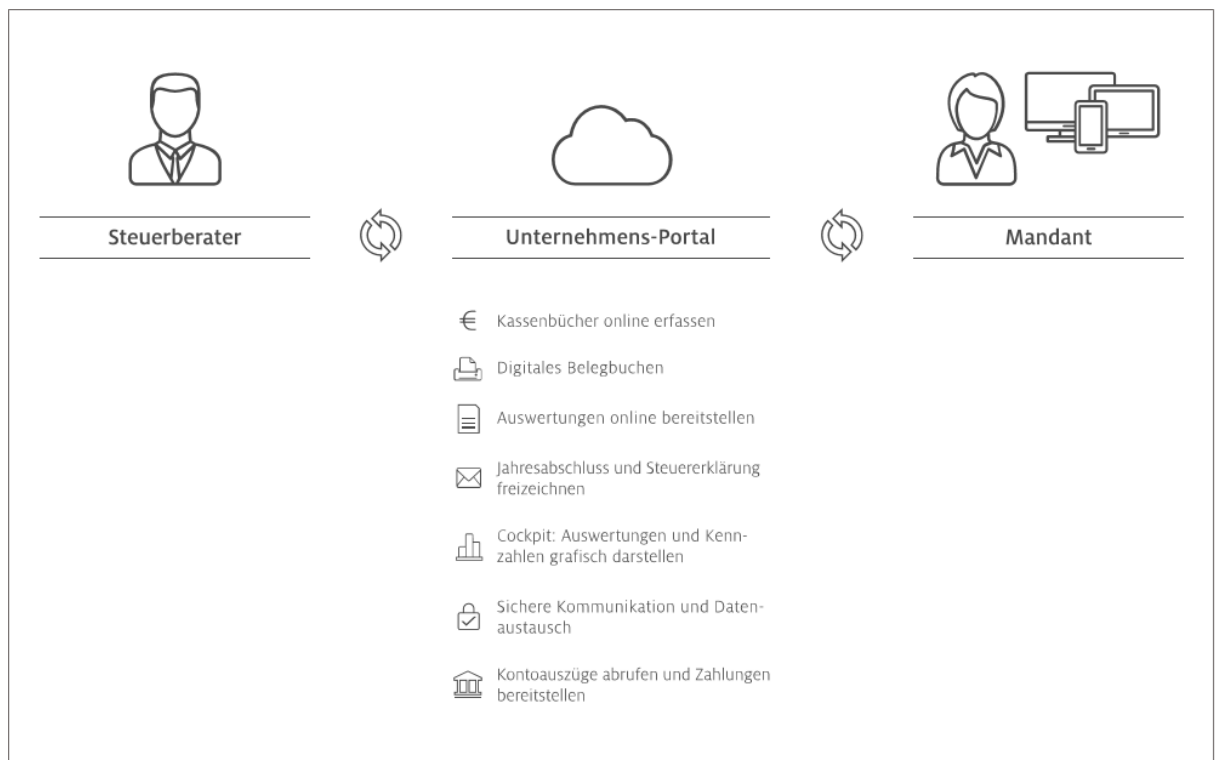 Steuerberater
Unternehmens-Portal
Mandant
€ Kassenbücher online erfassen
Digitales Belegbuchen
Auswertungen online bereitstellen
Jahresabschluss und Steuererklärung
freizeichnen
Cockpit: Auswertungen und Kenn-
zahlen grafisch darstellen
Sichere Kommunikation und Daten-
austausch
Kontoauszüge abrufen und Zahlungen
bereitstellen